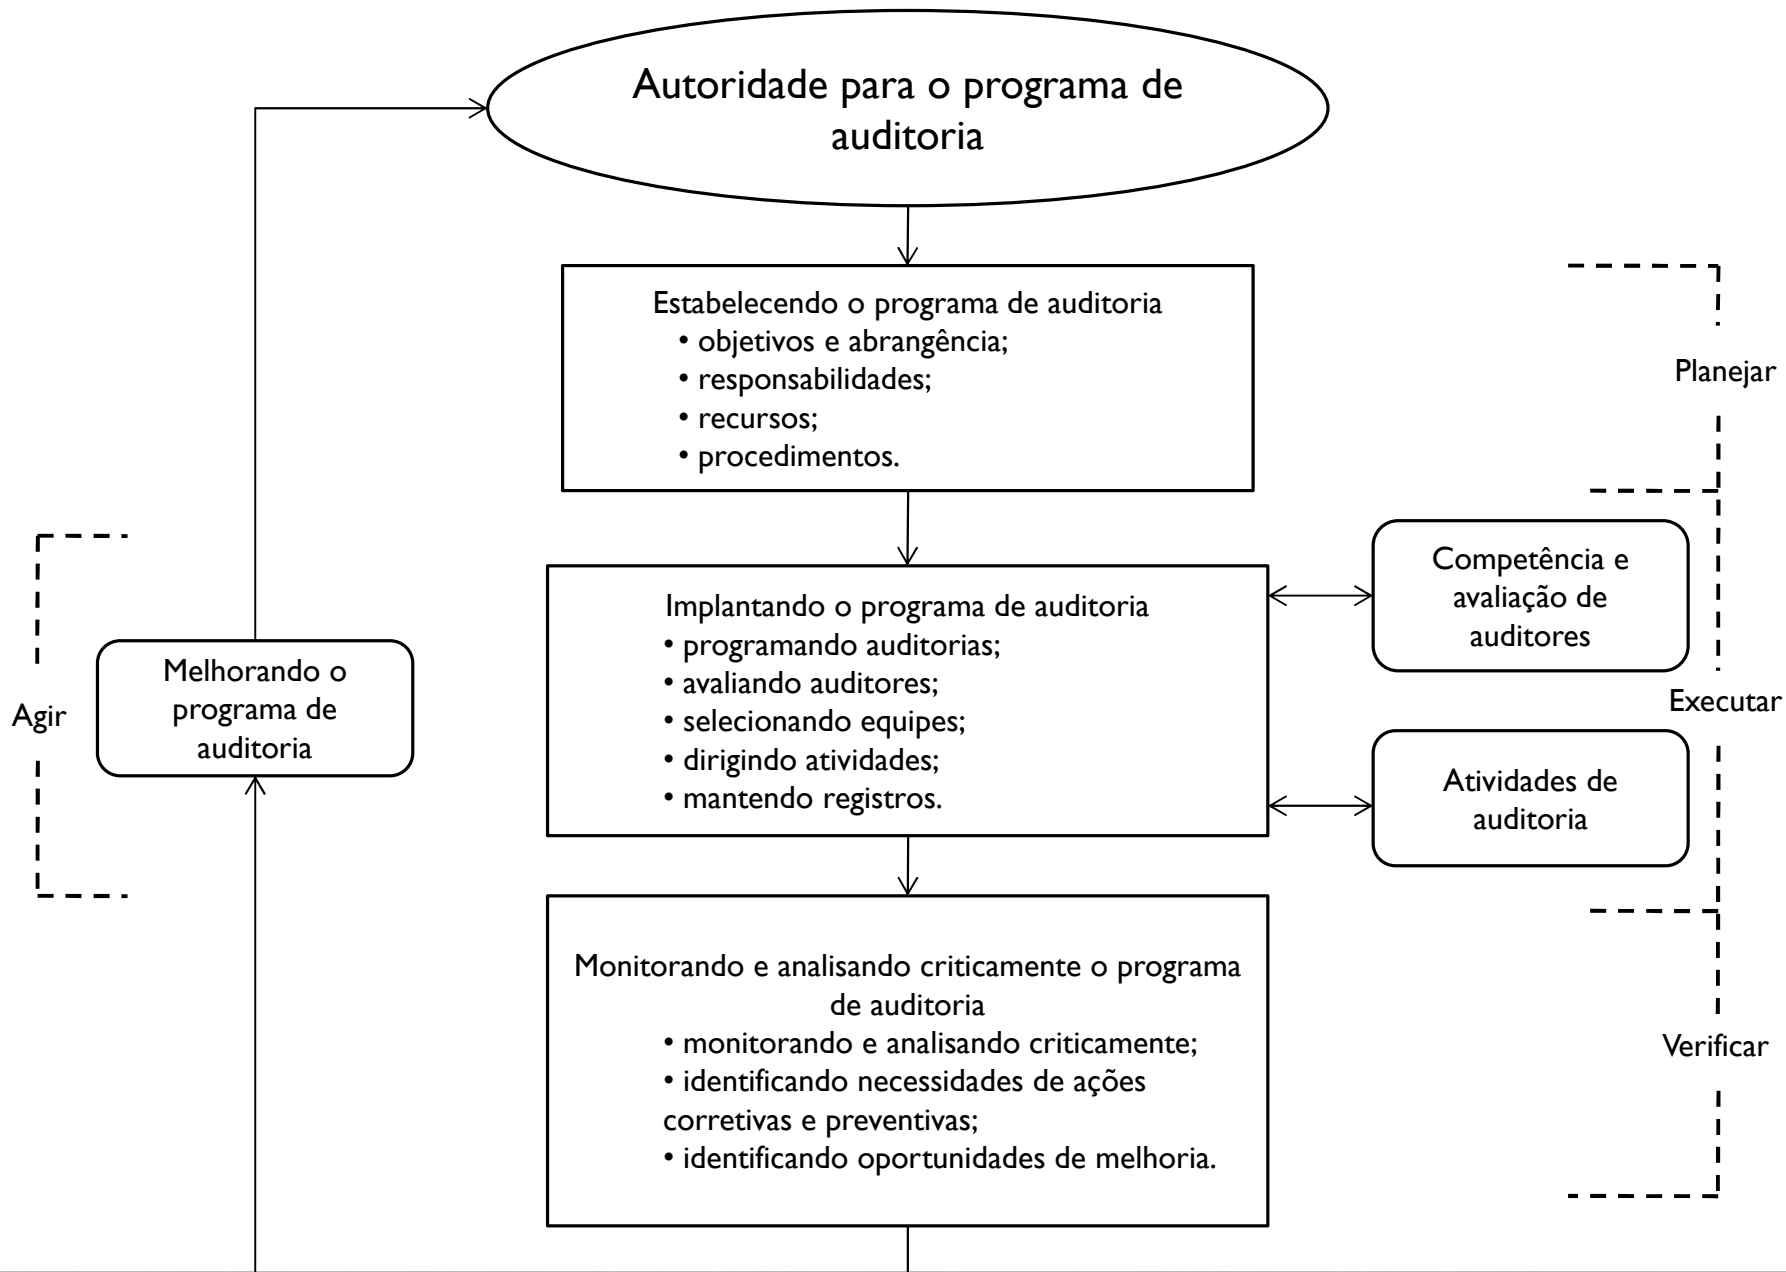 Autoridade para o programa de
auditoria
Estabelecendo o programa de auditoria
• objetivos e abrangência;
• responsabilidades;
• recursos;
• procedimentos.
Planejar
Implantando o programa de auditoria
• programando auditorias;
• avaliando auditores;
• selecionando equipes;
• dirigindo atividades;
• mantendo registros.
Competência e
avaliação de
auditores
Atividades de
auditoria
Executar
Melhorando o
programa de
auditoria
Agir
Monitorando e analisando criticamente o programa
de auditoria
• monitorando e analisando criticamente;
• identificando necessidades de ações
corretivas e preventivas;
• identificando oportunidades de melhoria.
Verificar